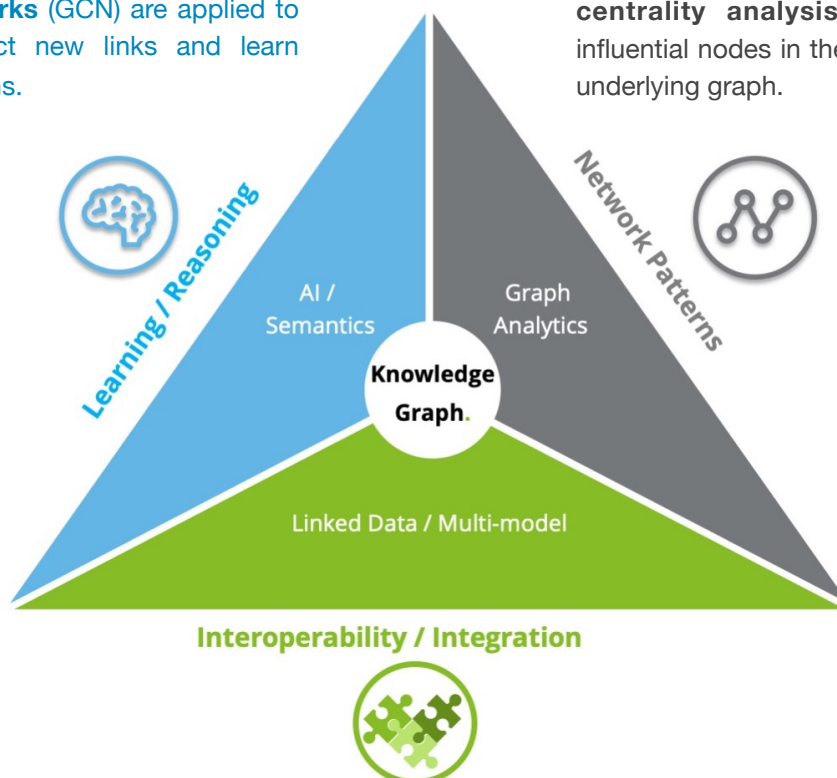 rks (GCN) are applied to
ct new links and learn
ns.
centrality analysis
influential nodes in the
underlying graph.
Learning / Reasoning
Network Patterns
AI /
Semantics
Graph
Analytics
Knowledge
Graph.
Linked Data / Multi-model
Interoperability / Integration